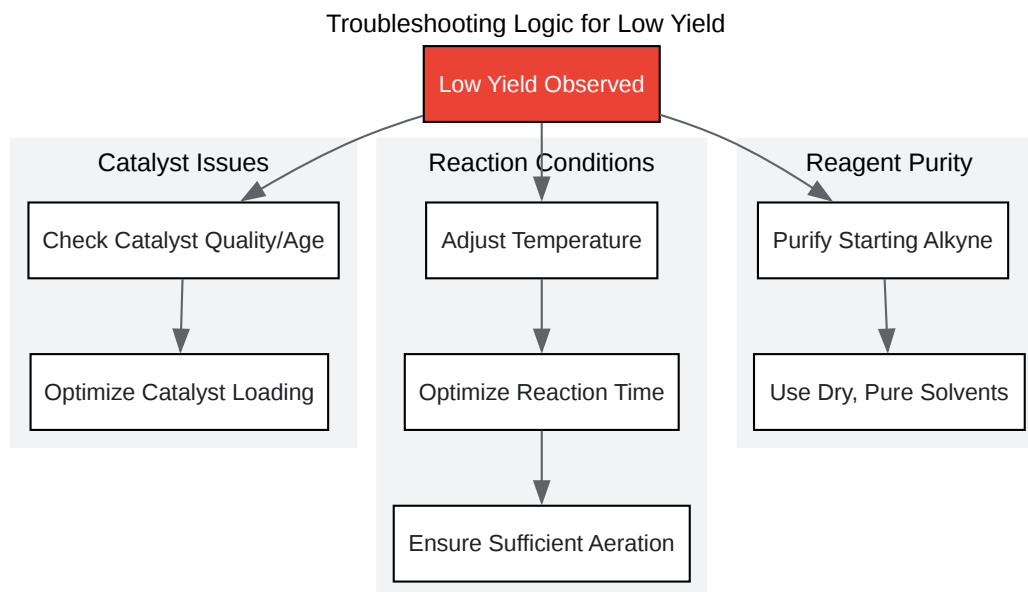 Troubleshooting Logic for Low Yield
Low Yield Observed
Catalyst Issues
Check Catalyst Quality/Age
Optimize Catalyst Loading
Reaction Conditions
Adjust Temperature
Optimize Reaction Time
Ensure Sufficient Aeration
Reagent Purity
Purify Starting Alkyne
Use Dry, Pure Solvents